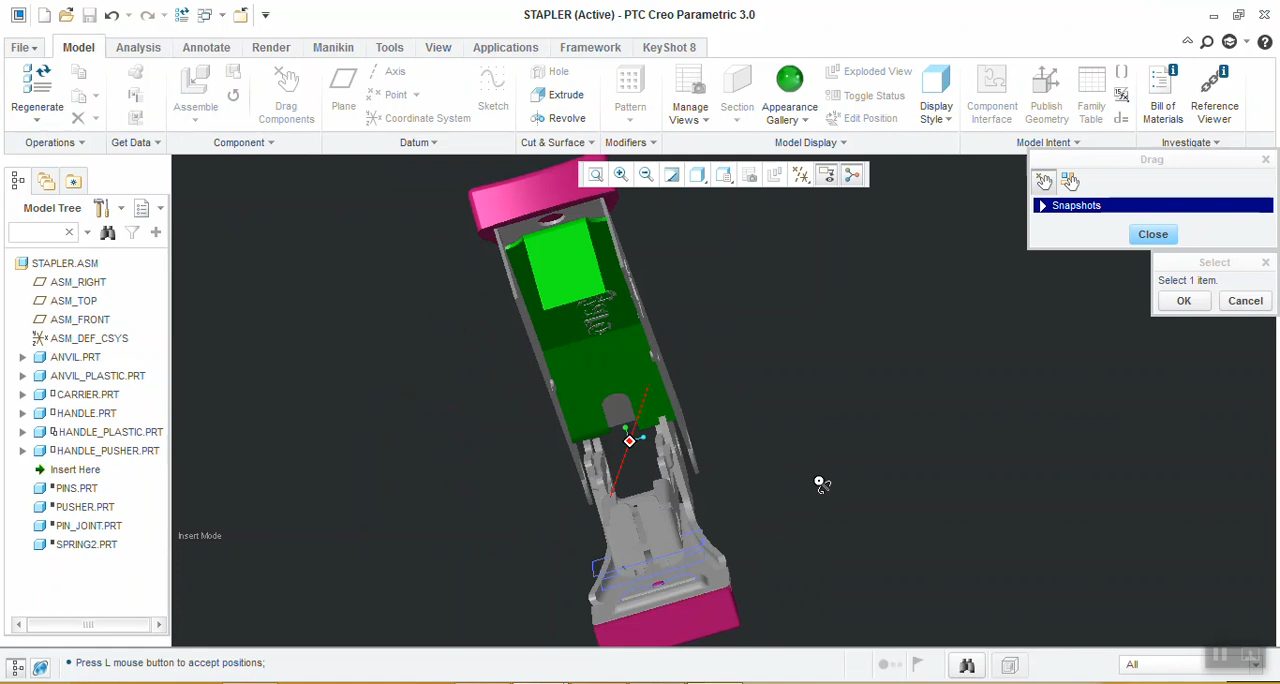 STAPLER (Active) - PTC Creo Parametric 3.0
File Model Analysis Annotate Render Manikin Tools View Applications Framework KeyShot 8
Regenerate Assemble Drag Components Plane Axis Point Coordinate System Sketch Hole Extrude Revolve Pattern Manage Views Section Appearance Gallery Exploded View Toggle Status Edit Position Display Style Component Interface Publish Geometry Family Table d= Bill of Materials Reference Viewer
Operations Get Data Component Datum Cut & Surface Modifiers Model Display Model Intent Investigate
Drag
Snapshots
Close
Select
Select 1 item.
OK Cancel
Model Tree
STAPLER.ASM
ASM_RIGHT
ASM_TOP
ASM_FRONT
ASM_DEF_CSYS
ANVIL.PRT
ANVIL_PLASTIC.PRT
CARRIER.PRT
HANDLE.PRT
HANDLE_PLASTIC.PRT
HANDLE_PUSHER.PRT
Insert Here
PINS.PRT
PUSHER.PRT
PIN_JOINT.PRT
SPRING2.PRT
Insert Mode
Press L mouse button to accept positions;
All